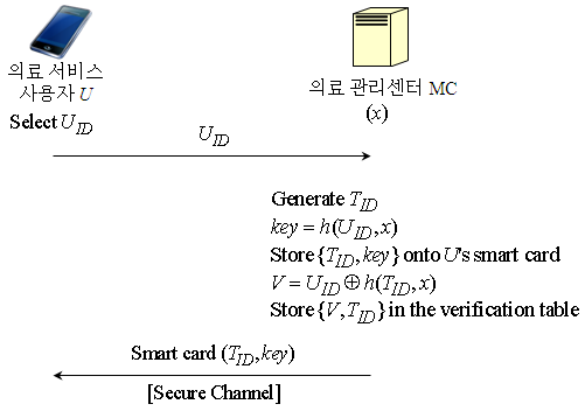 의료 서비스
사용자 U
Select U_ID
의료 관리센터 MC
(x)
U_ID
Generate T_ID
key = h(U_ID,x)
Store{T_ID,key} onto U's smart card
V = U_ID ⊕ h(T_ID,x)
Store{V,T_ID} in the verification table
Smart card (T_ID,key)
[Secure Channel]